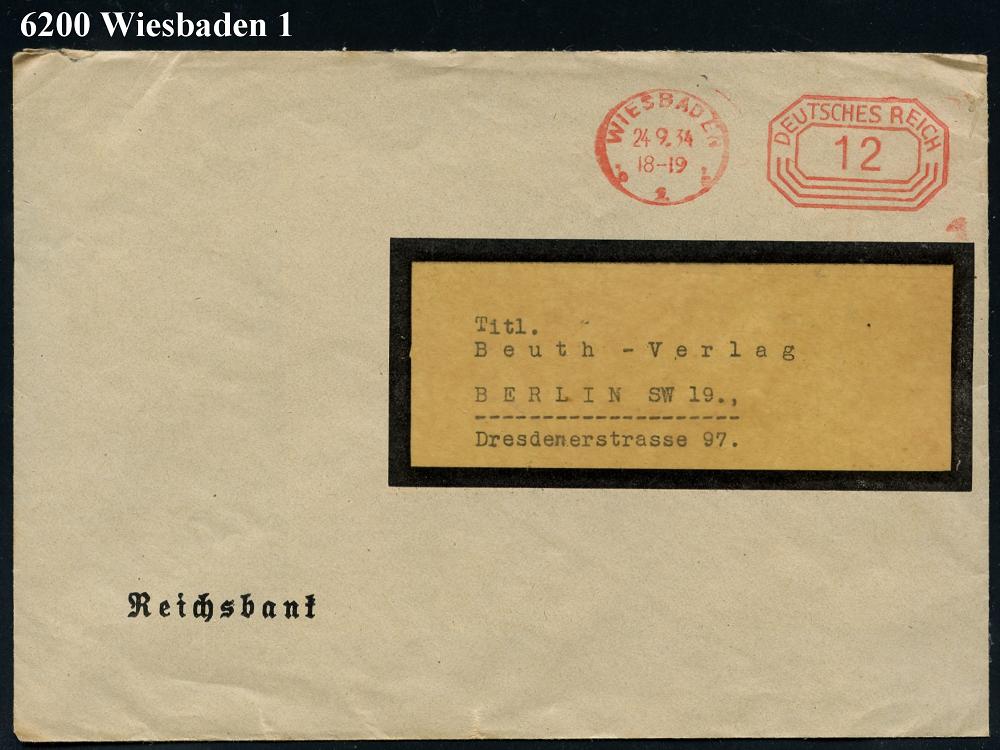 6200 Wiesbaden 1
WIESBADEN
24.9.34
18-19
DEUTSCHES REICH
12
Titl.
Beuth-Verlag
BERLIN SW 19.,
Dresdenerstrasse 97.
Reichsbank